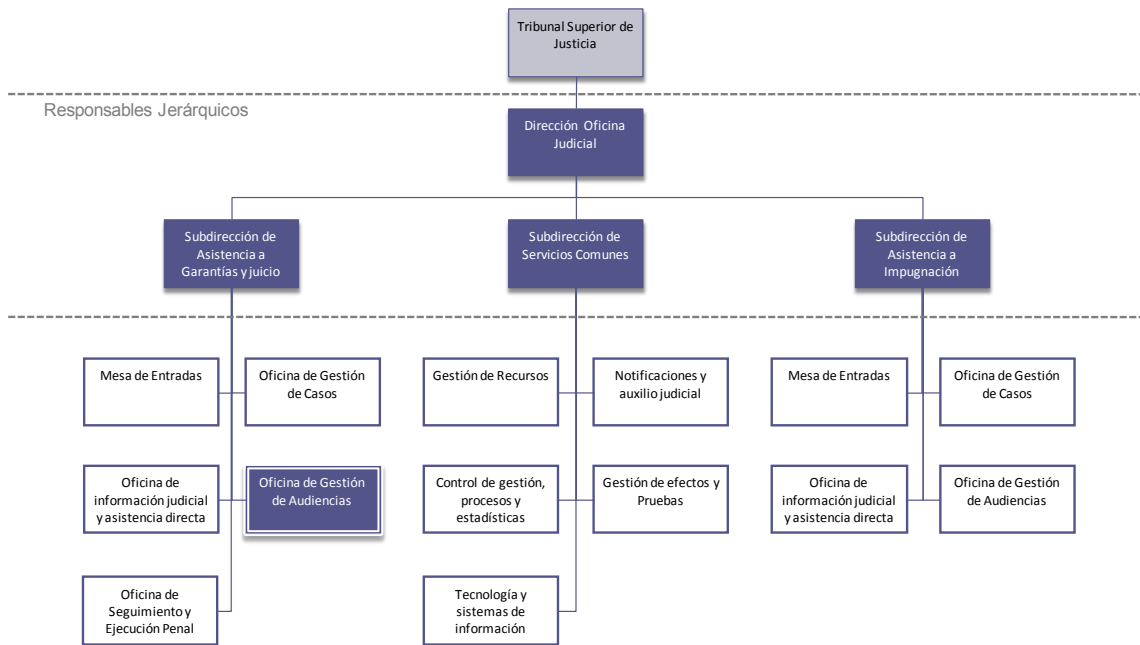 Tribunal Superior de
Justicia
Responsables Jerárquicos
Dirección Oficina
Judicial
Subdirección de
Asistencia a
Garantías y juicio
Subdirección de
Servicios Comunes
Subdirección de
Asistencia a
Impugnación
Mesa de Entradas
Oficina de Gestión
de Casos
Gestión de Recursos
Notificaciones y
auxilio judicial
Mesa de Entradas
Oficina de Gestión
de Casos
Oficina de
información judicial
y asistencia directa
Oficina de Gestión
de Audiencias
Control de gestión,
procesos y
estadísticas
Gestión de efectos y
Pruebas
Oficina de
información judicial
y asistencia directa
Oficina de Gestión
de Audiencias
Oficina de
Seguimiento y
Ejecución Penal
Tecnología y
sistemas de
información